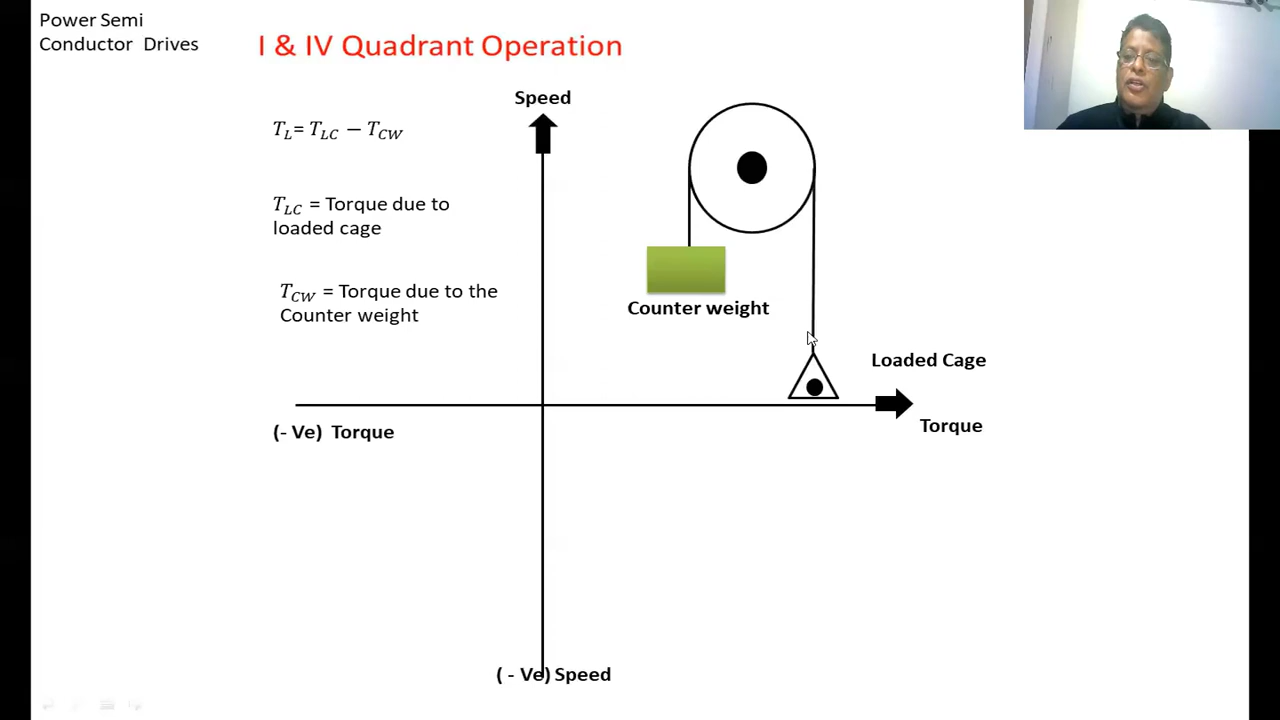 Power Semi
Conductor Drives
I & IV Quadrant Operation
Speed
T_L= T_LC − T_CW
T_LC = Torque due to
loaded cage
T_CW = Torque due to the
Counter weight
Counter weight
Loaded Cage
Torque
(- Ve) Torque
( - Ve) Speed